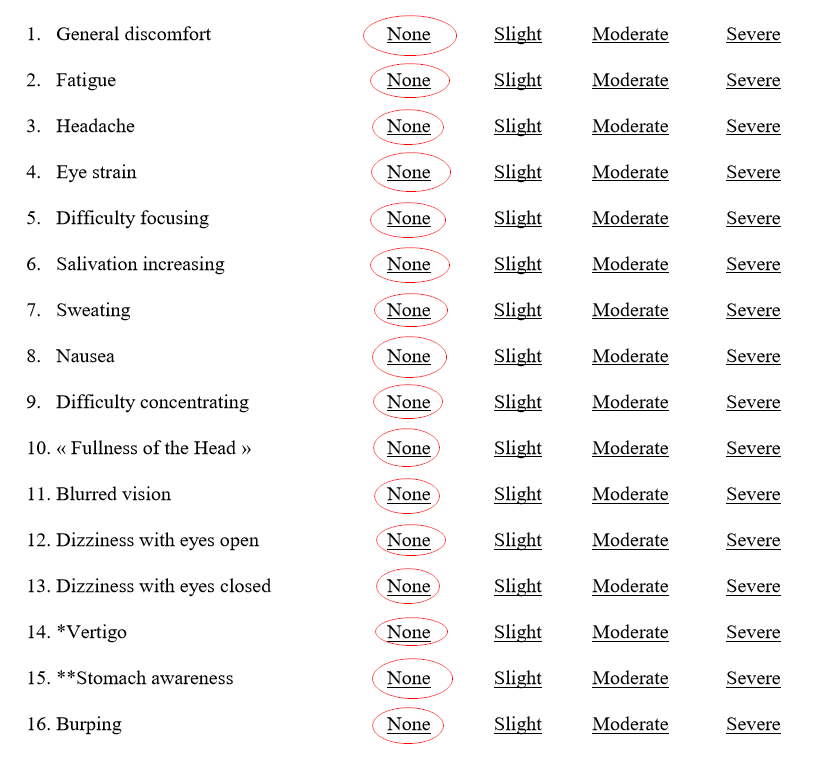 1. General discomfort None Slight Moderate Severe
2. Fatigue None Slight Moderate Severe
3. Headache None Slight Moderate Severe
4. Eye strain None Slight Moderate Severe
5. Difficulty focusing None Slight Moderate Severe
6. Salivation increasing None Slight Moderate Severe
7. Sweating None Slight Moderate Severe
8. Nausea None Slight Moderate Severe
9. Difficulty concentrating None Slight Moderate Severe
10. « Fullness of the Head » None Slight Moderate Severe
11. Blurred vision None Slight Moderate Severe
12. Dizziness with eyes open None Slight Moderate Severe
13. Dizziness with eyes closed None Slight Moderate Severe
14. *Vertigo None Slight Moderate Severe
15. **Stomach awareness None Slight Moderate Severe
16. Burping None Slight Moderate Severe